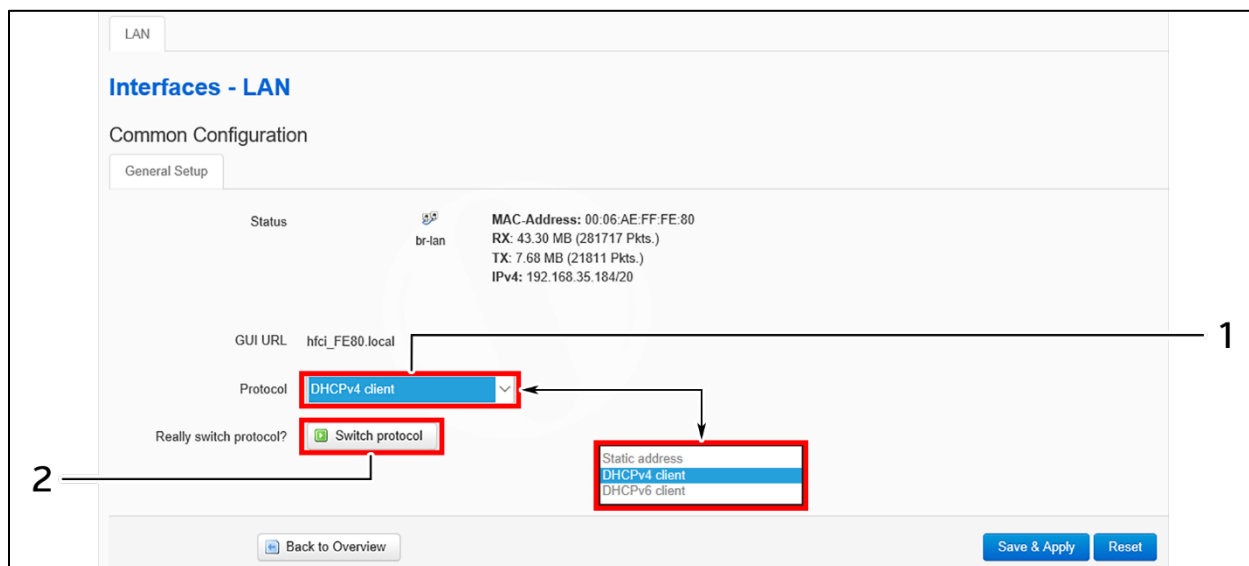 LAN
Interfaces - LAN
Common Configuration
General Setup
Status
br-lan
MAC-Address: 00:06:AE:FF:FE:80
RX: 43.30 MB (281717 Pkts.)
TX: 7.68 MB (21811 Pkts.)
IPv4: 192.168.35.184/20
GUI URL hfci_FE80.local
1
Protocol DHCPv4 client
Really switch protocol? Switch protocol
2
Static address
DHCPv4 client
DHCPv6 client
Back to Overview Save & Apply Reset